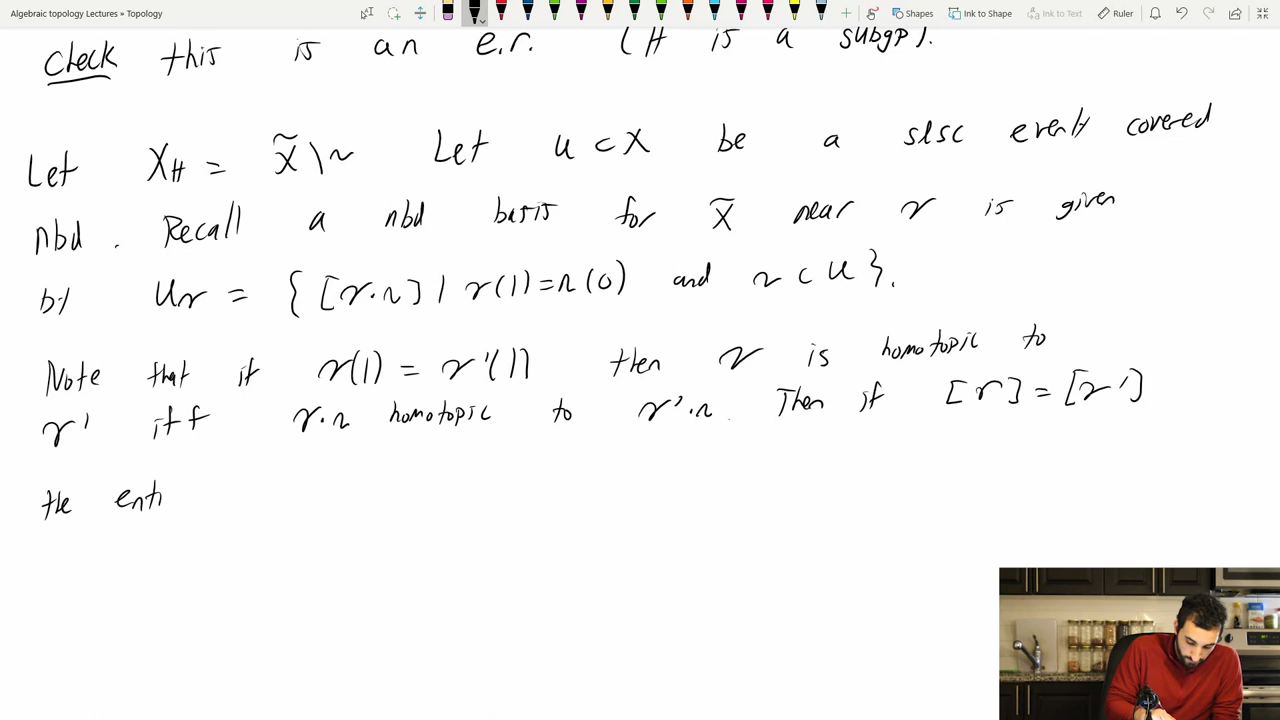 Algebraic topology Lectures » Topology
Shapes Ink to Shape Ink to Text Ruler
Check this is an e.r. (H is a subgp).
Let X_H = X̃\~ Let U ⊂ X be a slsc evenly covered
nbd. Recall a nbd basis for X̃ near γ is given
by U_γ = { [γ·η] | γ(1)=η(0) and η ⊂ U }.
Note that if γ(1) = γ'(1) then γ is homotopic to
γ' iff γ·η homotopic to γ'·η. Then if [γ] = [γ']
the enti